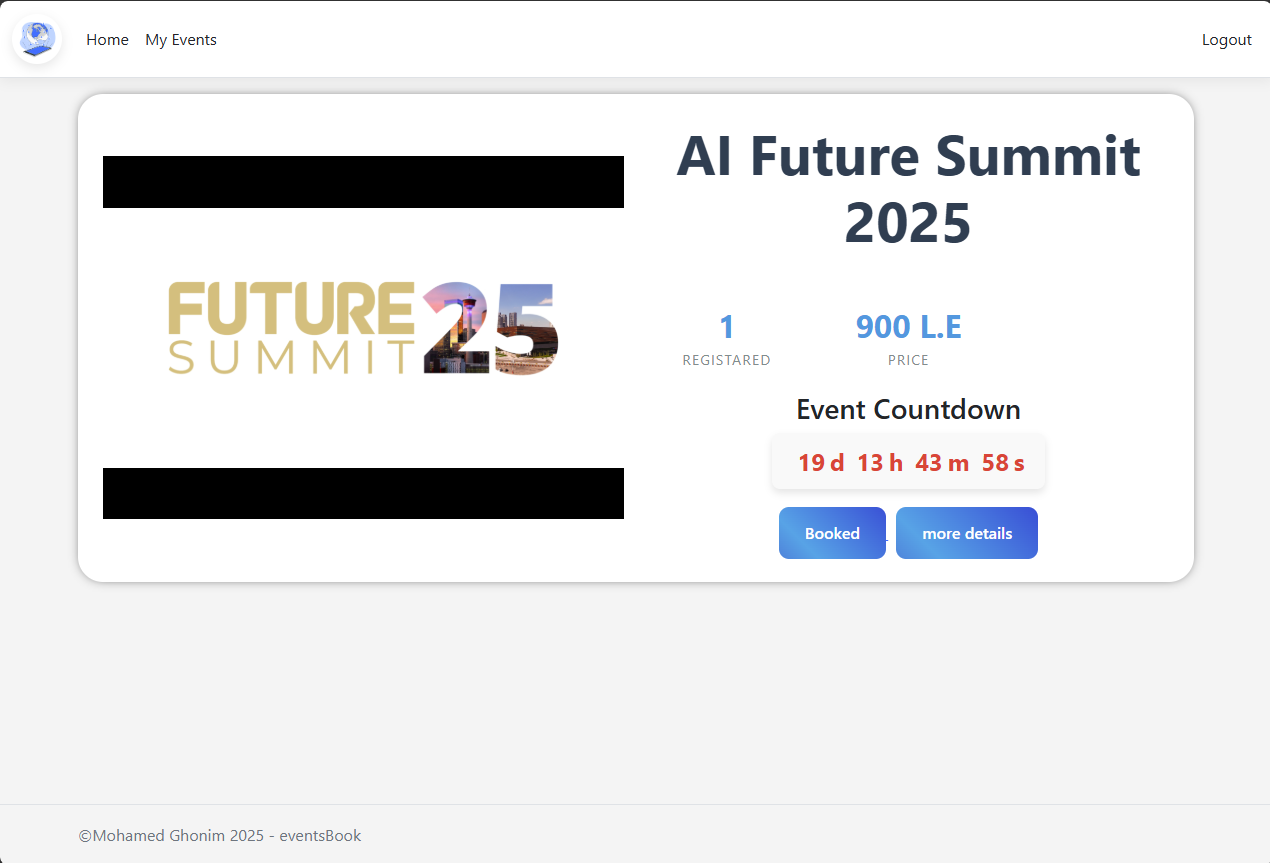 Home My Events Logout
FUTURE 25
SUMMIT
AI Future Summit
2025
1 900 L.E
REGISTARED PRICE
Event Countdown
19 d 13 h 43 m 58 s
Booked more details
©Mohamed Ghonim 2025 - eventsBook